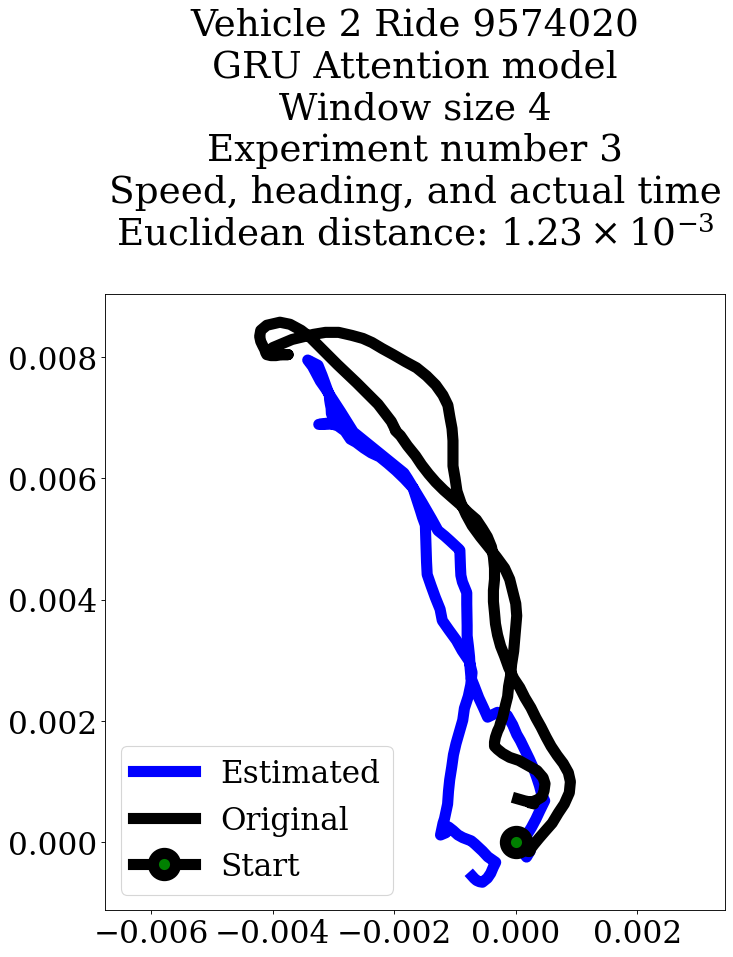 Vehicle 2 Ride 9574020
GRU Attention model
Window size 4
Experiment number 3
Speed, heading, and actual time
Euclidean distance: 1.23 × 10⁻³
0.008
0.006
0.004
0.002
0.000
Estimated
Original
Start
−0.006 −0.004 −0.002 0.000 0.002